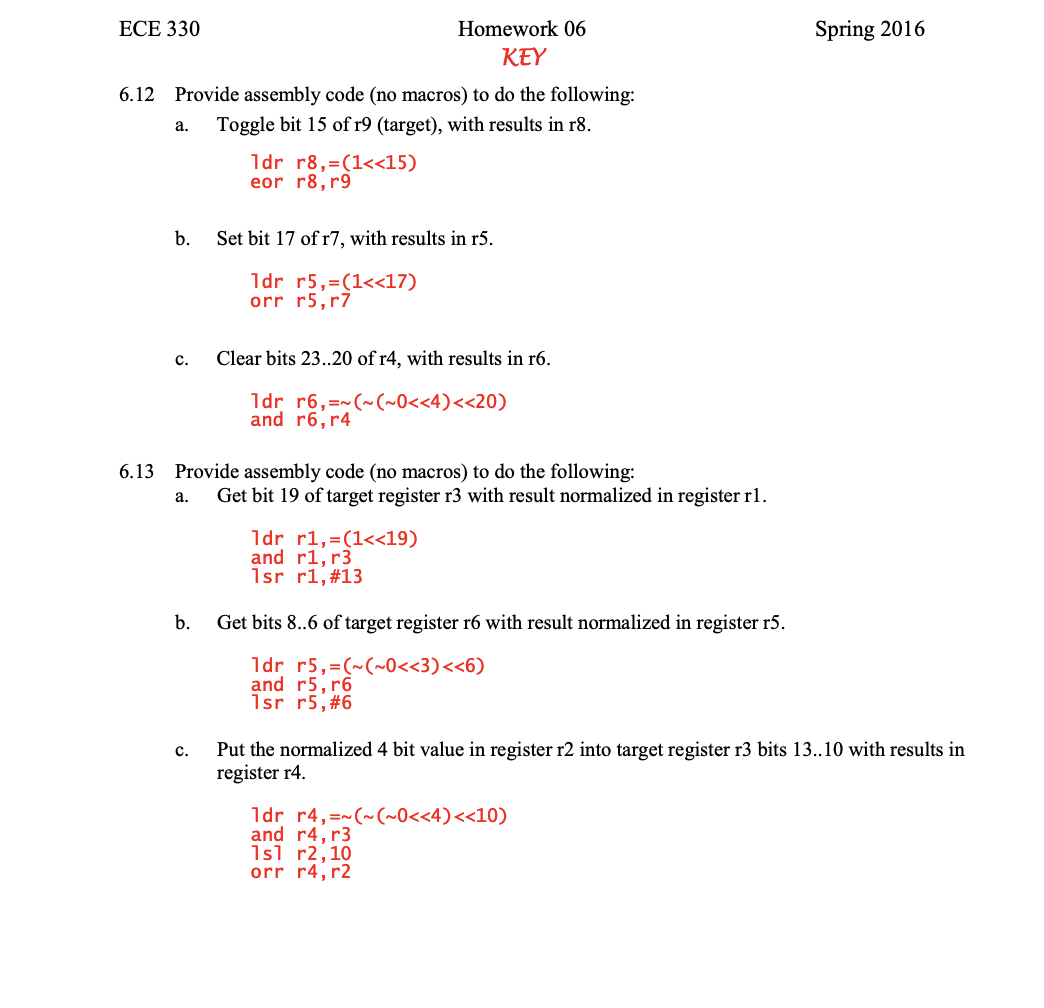 ECE 330 Homework 06 Spring 2016
KEY
6.12 Provide assembly code (no macros) to do the following:
a. Toggle bit 15 of r9 (target), with results in r8.
ldr r8,=(1<<15)
eor r8,r9
b. Set bit 17 of r7, with results in r5.
ldr r5,=(1<<17)
orr r5,r7
c. Clear bits 23..20 of r4, with results in r6.
ldr r6,=~(~(~0<<4)<<20)
and r6,r4
6.13 Provide assembly code (no macros) to do the following:
a. Get bit 19 of target register r3 with result normalized in register r1.
ldr r1,=(1<<19)
and r1,r3
lsr r1,#13
b. Get bits 8..6 of target register r6 with result normalized in register r5.
ldr r5,=(~(~0<<3)<<6)
and r5,r6
lsr r5,#6
c. Put the normalized 4 bit value in register r2 into target register r3 bits 13..10 with results in
register r4.
ldr r4,=~(~(~0<<4)<<10)
and r4,r3
lsl r2,10
orr r4,r2